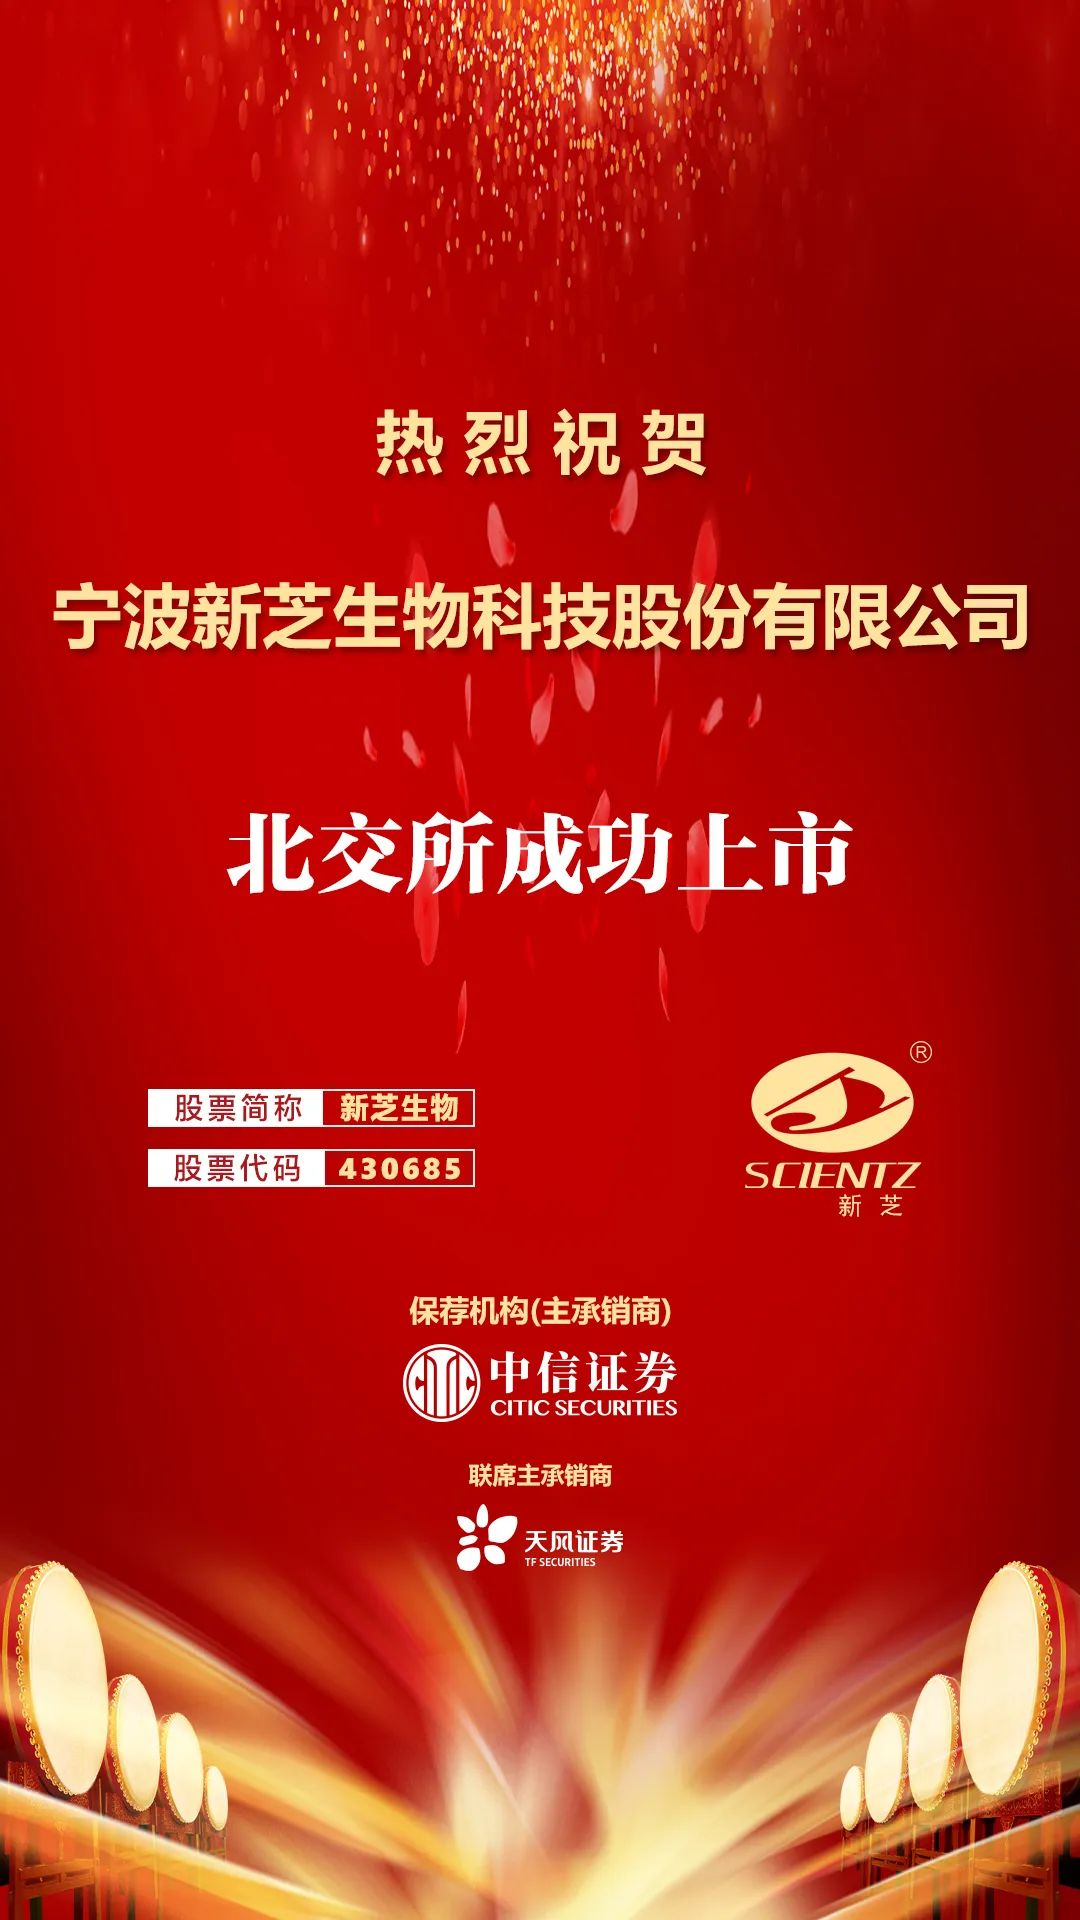 热烈祝贺
宁波新芝生物科技股份有限公司
北交所成功上市
股票简称 新芝生物
股票代码 430685
®
SCIENTZ
新芝
保荐机构(主承销商)
中信证券
CITIC SECURITIES
联席主承销商
天风证券
TF SECURITIES